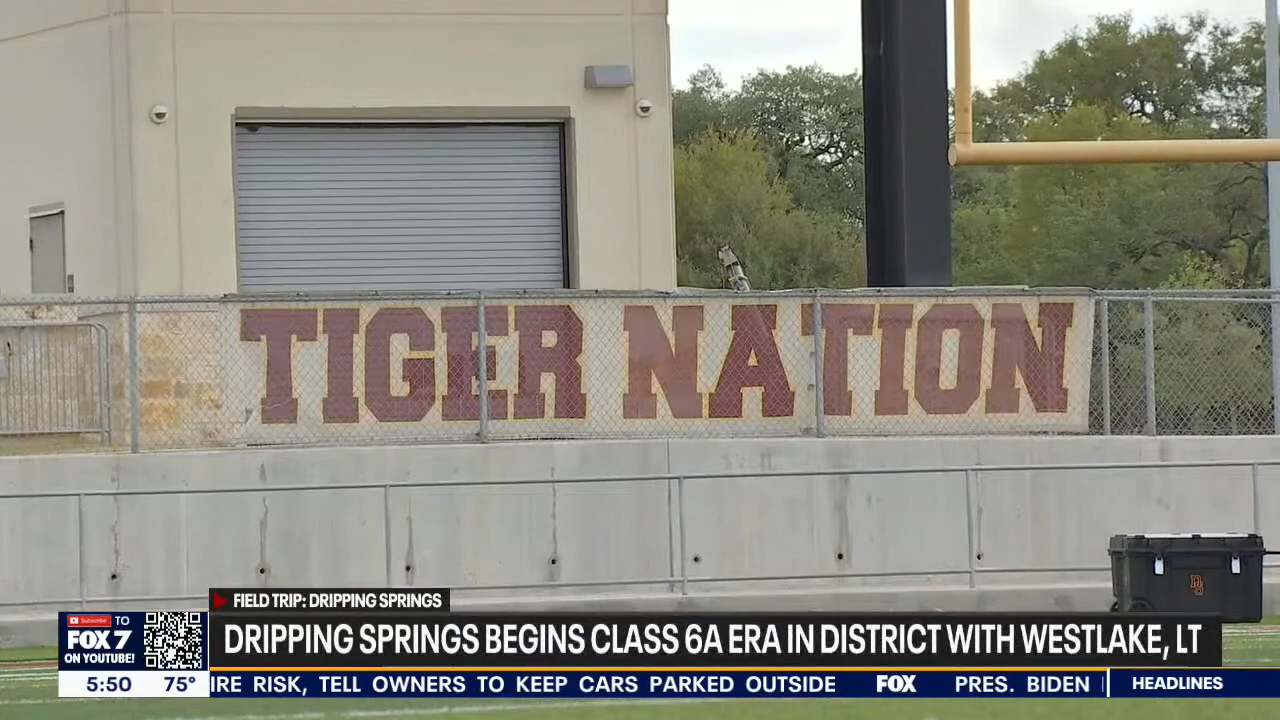 TIGER NATION
DS
FIELD TRIP: DRIPPING SPRINGS
Subscribe TO
FOX 7
ON YOUTUBE!
DRIPPING SPRINGS BEGINS CLASS 6A ERA IN DISTRICT WITH WESTLAKE, LT
5:50 75° IRE RISK, TELL OWNERS TO KEEP CARS PARKED OUTSIDE FOX PRES. BIDEN HEADLINES